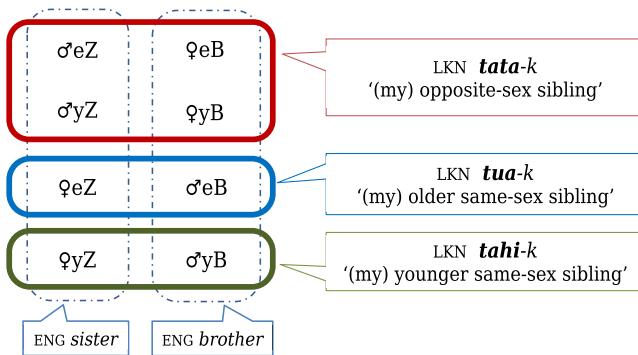 ♂eZ ♀eB
♂yZ ♀yB
LKN tata-k
‘(my) opposite-sex sibling’
♀eZ ♂eB
LKN tua-k
‘(my) older same-sex sibling’
♀yZ ♂yB
LKN tahi-k
‘(my) younger same-sex sibling’
ENG sister
ENG brother